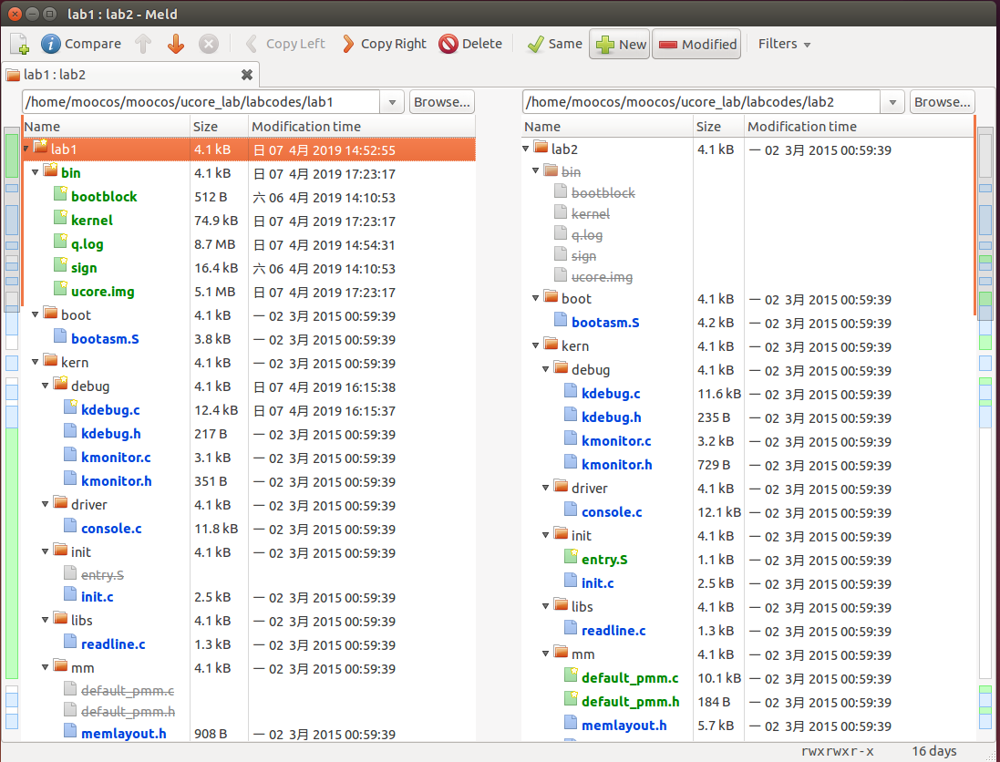 lab1 : lab2 - Meld
Compare Copy Left Copy Right Delete Same New Modified Filters
lab1 : lab2
/home/moocos/moocos/ucore_lab/labcodes/lab1 Browse... /home/moocos/moocos/ucore_lab/labcodes/lab2 Browse...
Name Size Modification time
lab1 4.1 kB 日 07 4月 2019 14:52:55
bin 4.1 kB 日 07 4月 2019 17:23:17
bootblock 512 B 六 06 4月 2019 14:10:53
kernel 74.9 kB 日 07 4月 2019 17:23:17
q.log 8.7 MB 日 07 4月 2019 14:54:31
sign 16.4 kB 六 06 4月 2019 14:10:53
ucore.img 5.1 MB 日 07 4月 2019 17:23:17
boot 4.1 kB 一 02 3月 2015 00:59:39
bootasm.S 3.8 kB 一 02 3月 2015 00:59:39
kern 4.1 kB 一 02 3月 2015 00:59:39
debug 4.1 kB 日 07 4月 2019 16:15:38
kdebug.c 12.4 kB 日 07 4月 2019 16:15:37
kdebug.h 217 B 一 02 3月 2015 00:59:39
kmonitor.c 3.1 kB 一 02 3月 2015 00:59:39
kmonitor.h 351 B 一 02 3月 2015 00:59:39
driver 4.1 kB 一 02 3月 2015 00:59:39
console.c 11.8 kB 一 02 3月 2015 00:59:39
init 4.1 kB 一 02 3月 2015 00:59:39
entry.S
init.c 2.5 kB 一 02 3月 2015 00:59:39
libs 4.1 kB 一 02 3月 2015 00:59:39
readline.c 1.3 kB 一 02 3月 2015 00:59:39
mm 4.1 kB 一 02 3月 2015 00:59:39
default_pmm.c
default_pmm.h
memlayout.h 908 B 一 02 3月 2015 00:59:39
Name Size Modification time
lab2 4.1 kB 一 02 3月 2015 00:59:39
bin
bootblock
kernel
q.log
sign
ucore.img
boot 4.1 kB 一 02 3月 2015 00:59:39
bootasm.S 4.2 kB 一 02 3月 2015 00:59:39
kern 4.1 kB 一 02 3月 2015 00:59:39
debug 4.1 kB 一 02 3月 2015 00:59:39
kdebug.c 11.6 kB 一 02 3月 2015 00:59:39
kdebug.h 235 B 一 02 3月 2015 00:59:39
kmonitor.c 3.2 kB 一 02 3月 2015 00:59:39
kmonitor.h 729 B 一 02 3月 2015 00:59:39
driver 4.1 kB 一 02 3月 2015 00:59:39
console.c 12.1 kB 一 02 3月 2015 00:59:39
init 4.1 kB 一 02 3月 2015 00:59:39
entry.S 1.1 kB 一 02 3月 2015 00:59:39
init.c 2.5 kB 一 02 3月 2015 00:59:39
libs 4.1 kB 一 02 3月 2015 00:59:39
readline.c 1.3 kB 一 02 3月 2015 00:59:39
mm 4.1 kB 一 02 3月 2015 00:59:39
default_pmm.c 10.1 kB 一 02 3月 2015 00:59:39
default_pmm.h 184 B 一 02 3月 2015 00:59:39
memlayout.h 5.7 kB 一 02 3月 2015 00:59:39
rwxrwxr-x 16 days